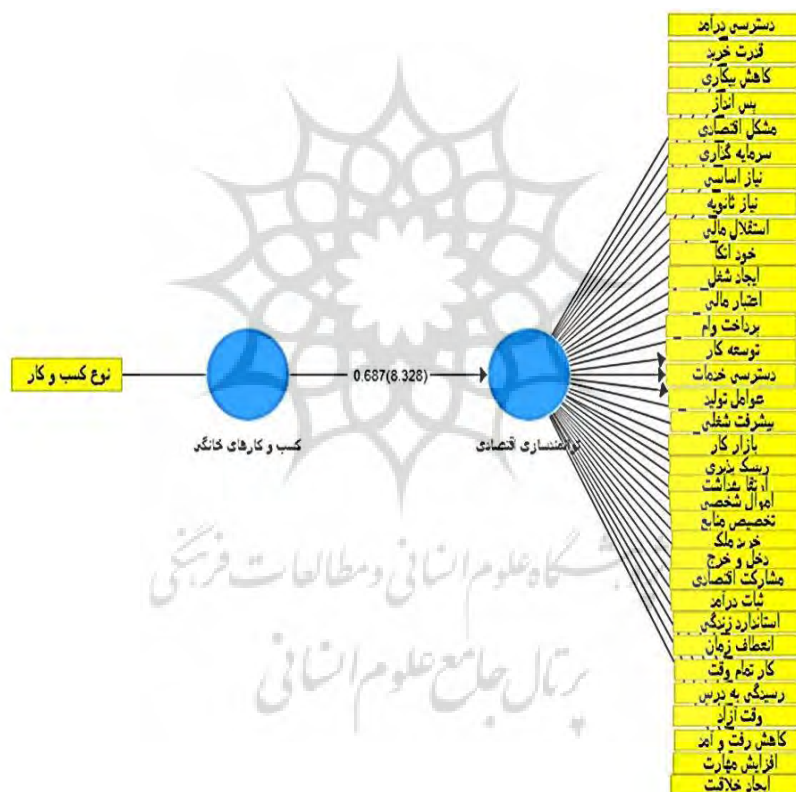 دسترسی درآمد
قدرت خرید
کاهش بیکاری
پس انداز
مشکل اقتصادی
سرمایه گذاری
نیاز اساسی
نیاز ثانویه
استقلال مالی
خود اتکا
ایجاد شغل
اعتبار مالی
پرداخت وام
توسعه کار
دسترسی خدمات
عوامل تولید
پیشرفت شغلی
بازار کار
ریسک پذیری
ارتقا بهداشت
اموال شخصی
تخصیص منابع
خرید ملک
دخل و خرج
مشارکت اقتصادی
ثبات درآمد
استاندارد زندگی
انعطاف زمان
کار تمام وقت
رسیدگی به درس
وقت آزاد
کاهش رفت و آمد
افزایش مهارت
ایجاد خلاقیت
نوع کسب و کار
0.687(8.328)
کسب و کارهای خانگی
توانمندسازی اقتصادی
پژوهشگاه علوم انسانی و مطالعات فرهنگی
پرتال جامع علوم انسانی